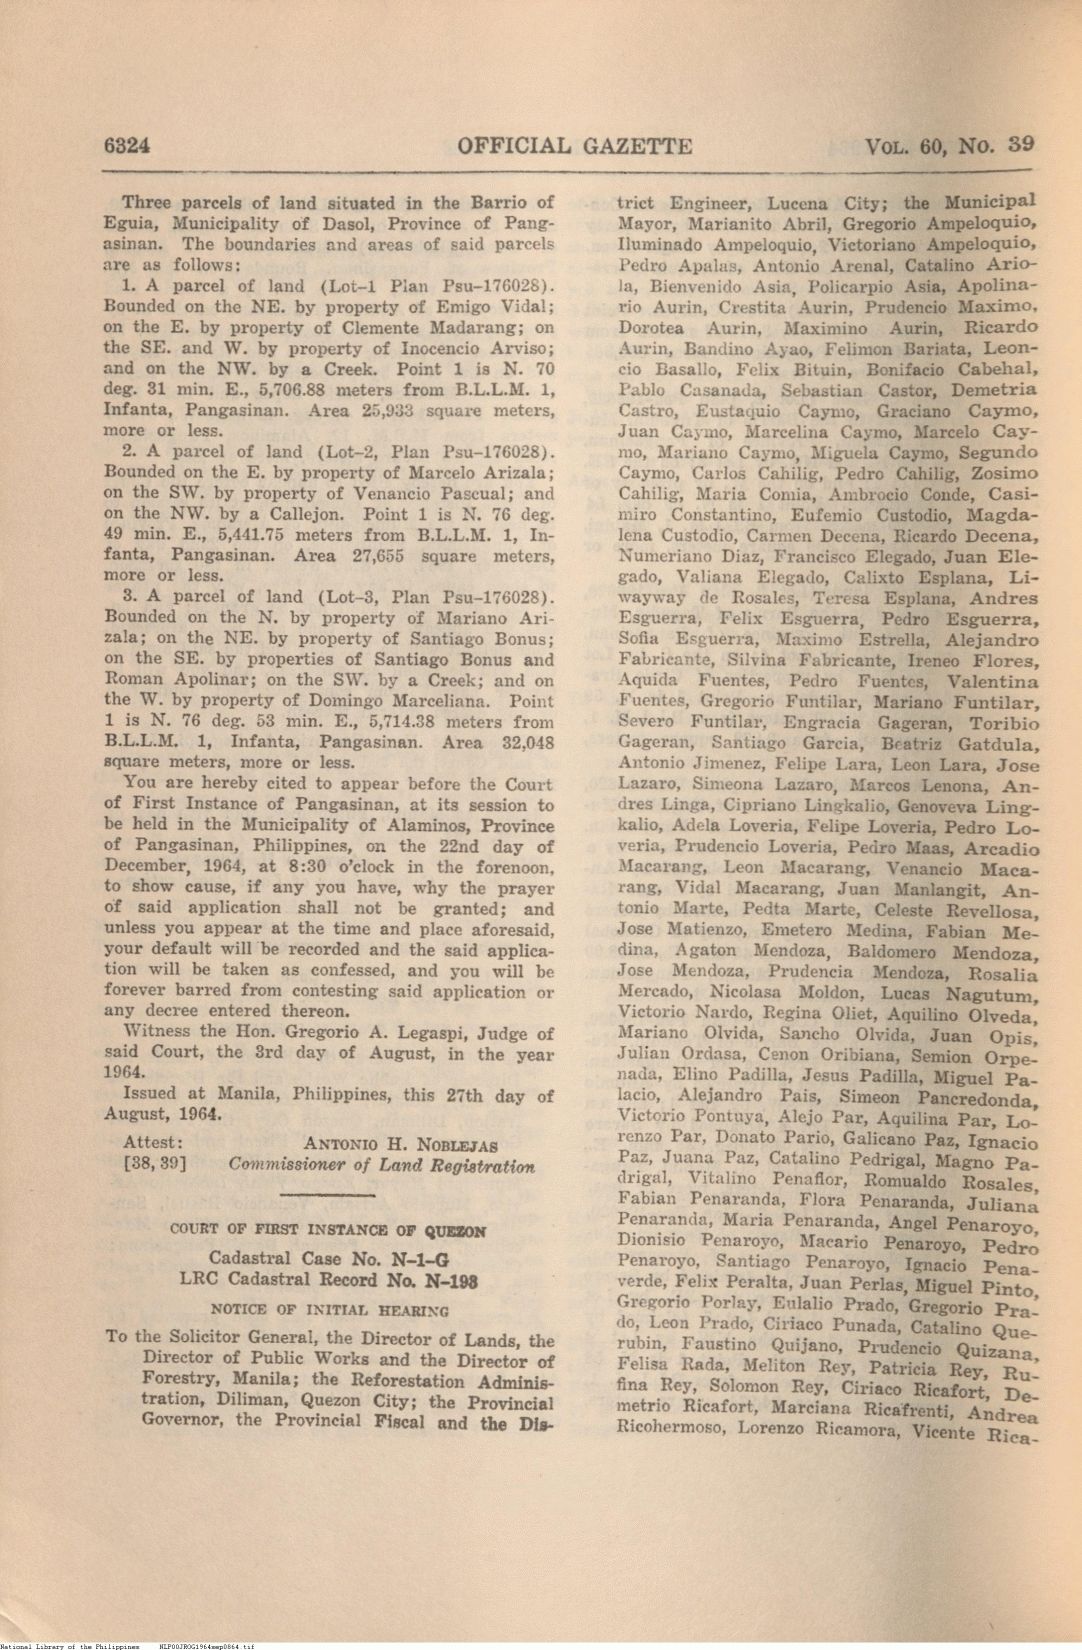 6324
OFFICIAL GAZETTE
VOL. 60, No. 39
Three parcels of land situated in the Barrio of
Eguia, Municipality of Dasol, Province of Pang-
asinan. The boundaries and areas of said parcels
are as follows:
1. A parcel of land (Lot-1 Plan Psu-176028).
Bounded on the NE. by property of Emigo Vidal;
on the E. by property of Clemente Madarang; on
the SE. and W. by property of Inocencio Arviso;
and on the NW. by a Creek. Point 1 is N. 70
deg. 31 min. E., 5,706.88 meters from B.L.L.M. 1,
Infanta, Pangasinan. Area 25,933 square meters,
more or less.
2. A parcel of land (Lot-2, Plan Psu-176028).
Bounded on the E. by property of Marcelo Arizala;
on the SW. by property of Venancio Pascual; and
on the NW. by a Callejon. Point 1 is N. 76 deg.
49 min. E., 5,441.75 meters from B.L.L.M. 1, In-
fanta, Pangasinan. Area 27,655 square meters,
more or less.
3. A parcel of land (Lot-3, Plan Psu-176028).
Bounded on the N. by property of Mariano Ari-
zala; on the NE. by property of Santiago Bonus;
on the SE. by properties of Santiago Bonus and
Roman Apolinar; on the SW. by a Creek; and on
the W. by property of Domingo Marceliana. Point
1 is N. 76 deg. 53 min. E., 5,714.38 meters from
B.L.L.M. 1, Infanta, Pangasinan. Area 32,048
square meters, more or less.
You are hereby cited to appear before the Court
of First Instance of Pangasinan, at its session to
be held in the Municipality of Alaminos, Province
of Pangasinan, Philippines, on the 22nd day of
December, 1964, at 8:30 o'clock in the forenoon,
to show cause, if any you have, why the prayer
of said application shall not be granted; and
unless you appear at the time and place aforesaid,
your default will be recorded and the said applica-
tion will be taken as confessed, and you will be
forever barred from contesting said application or
any decree entered thereon.
Witness the Hon. Gregorio A. Legaspi, Judge of
said Court, the 3rd day of August, in the year
1964.
Issued at Manila, Philippines, this 27th day of
August, 1964.
Attest: ANTONIO H. NOBLEJAS
[38, 39] Commissioner of Land Registration
COURT OF FIRST INSTANCE OF QUEZON
Cadastral Case No. N-1-G
LRC Cadastral Record No. N-198
NOTICE OF INITIAL HEARING
To the Solicitor General, the Director of Lands, the
Director of Public Works and the Director of
Forestry, Manila; the Reforestation Adminis-
tration, Diliman, Quezon City; the Provincial
Governor, the Provincial Fiscal and the Dis-
trict Engineer, Lucena City; the Municipal
Mayor, Marianito Abril, Gregorio Ampeloquio,
Iluminado Ampeloquio, Victoriano Ampeloquio,
Pedro Apalas, Antonio Arenal, Catalino Ario-
la, Bienvenido Asia, Policarpio Asia, Apolina-
rio Aurin, Crestita Aurin, Prudencio Maximo,
Dorotea Aurin, Maximino Aurin, Ricardo
Aurin, Bandino Ayao, Felimon Bariata, Leon-
cio Basallo, Felix Bituin, Bonifacio Cabehal,
Pablo Casanada, Sebastian Castor, Demetria
Castro, Eustaquio Caymo, Graciano Caymo,
Juan Caymo, Marcelina Caymo, Marcelo Cay-
mo, Mariano Caymo, Miguela Caymo, Segundo
Caymo, Carlos Cahilig, Pedro Cahilig, Zosimo
Cahilig, Maria Comia, Ambrocio Conde, Casi-
miro Constantino, Eufemio Custodio, Magda-
lena Custodio, Carmen Decena, Ricardo Decena,
Numeriano Diaz, Francisco Elegado, Juan Ele-
gado, Valiana Elegado, Calixto Esplana, Li-
wayway de Rosales, Teresa Esplana, Andres
Esguerra, Felix Esguerra, Pedro Esguerra,
Sofia Esguerra, Maximo Estrella, Alejandro
Fabricante, Silvina Fabricante, Ireneo Flores,
Aquida Fuentes, Pedro Fuentes, Valentina
Fuentes, Gregorio Funtilar, Mariano Funtilar,
Severo Funtilar, Engracia Gageran, Toribio
Gageran, Santiago Garcia, Beatriz Gatdula,
Antonio Jimenez, Felipe Lara, Leon Lara, Jose
Lazaro, Simeona Lazaro, Marcos Lenona, An-
dres Linga, Cipriano Lingkalio, Genoveva Ling-
kalio, Adela Loveria, Felipe Loveria, Pedro Lo-
veria, Prudencio Loveria, Pedro Maas, Arcadio
Macarang, Leon Macarang, Venancio Maca-
rang, Vidal Macarang, Juan Manlangit, An-
tonio Marte, Pedta Marte, Celeste Revellosa,
Jose Matienzo, Emetero Medina, Fabian Me-
dina, Agaton Mendoza, Baldomero Mendoza,
Jose Mendoza, Prudencia Mendoza, Rosalia
Mercado, Nicolasa Moldon, Lucas Nagutum,
Victorio Nardo, Regina Oliet, Aquilino Olveda,
Mariano Olvida, Sancho Olvida, Juan Opis,
Julian Ordasa, Cenon Oribiana, Semion Orpe-
nada, Elino Padilla, Jesus Padilla, Miguel Pa-
lacio, Alejandro Pais, Simeon Pancredonda,
Victorio Pontuya, Alejo Par, Aquilina Par, Lo-
renzo Par, Donato Pario, Galicano Paz, Ignacio
Paz, Juana Paz, Catalino Pedrigal, Magno Pa-
drigal, Vitalino Penaflor, Romualdo Rosales,
Fabian Penaranda, Flora Penaranda, Juliana
Penaranda, Maria Penaranda, Angel Penaroyo,
Dionisio Penaroyo, Macario Penaroyo, Pedro
Penaroyo, Santiago Penaroyo, Ignacio Pena-
verde, Felix Peralta, Juan Perlas, Miguel Pinto,
Gregorio Porlay, Eulalio Prado, Gregorio Pra-
do, Leon Prado, Ciriaco Punada, Catalino Que-
rubin, Faustino Quijano, Prudencio Quizana,
Felisa Rada, Meliton Rey, Patricia Rey, Ru-
fina Rey, Solomon Rey, Ciriaco Ricafort, De-
metrio Ricafort, Marciana Ricafrenti, Andrea
Ricohermoso, Lorenzo Ricamora, Vicente Rica-
National Library of the Philippines NLP00JROG1964sep0864.tif